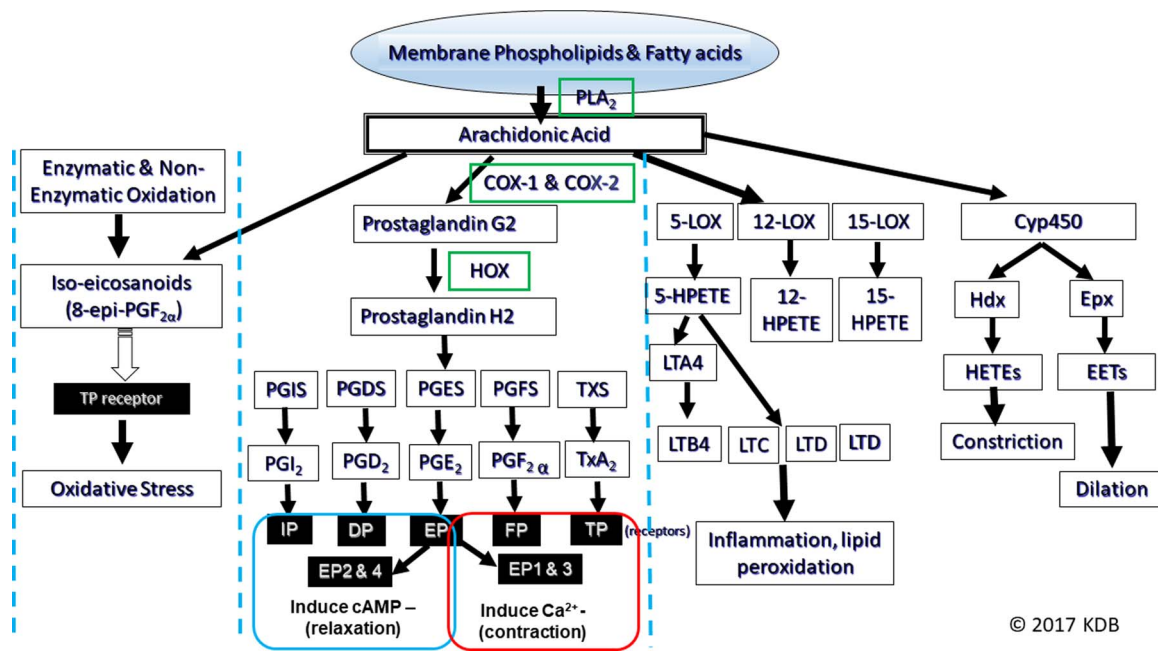 Membrane Phospholipids & Fatty acids
PLA₂
Arachidonic Acid
Enzymatic & Non-
Enzymatic Oxidation
COX-1 & COX-2
Prostaglandin G2
5-LOX
12-LOX
15-LOX
Cyp450
HOX
Iso-eicosanoids
(8-epi-PGF₂α)
5-HPETE
12-
HPETE
15-
HPETE
Hdx
Epx
Prostaglandin H2
LTA4
HETEs
EETs
TP receptor
PGIS
PGDS
PGES
PGFS
TXS
LTB4
LTC
LTD
LTD
Constriction
PGI₂
PGD₂
PGE₂
PGF₂ α
TxA₂
Oxidative Stress
Dilation
IP
DP
EP
FP
TP
(receptors)
Inflammation, lipid
peroxidation
EP2 & 4
EP1 & 3
Induce cAMP –
(relaxation)
Induce Ca²⁺-
(contraction)
© 2017 KDB